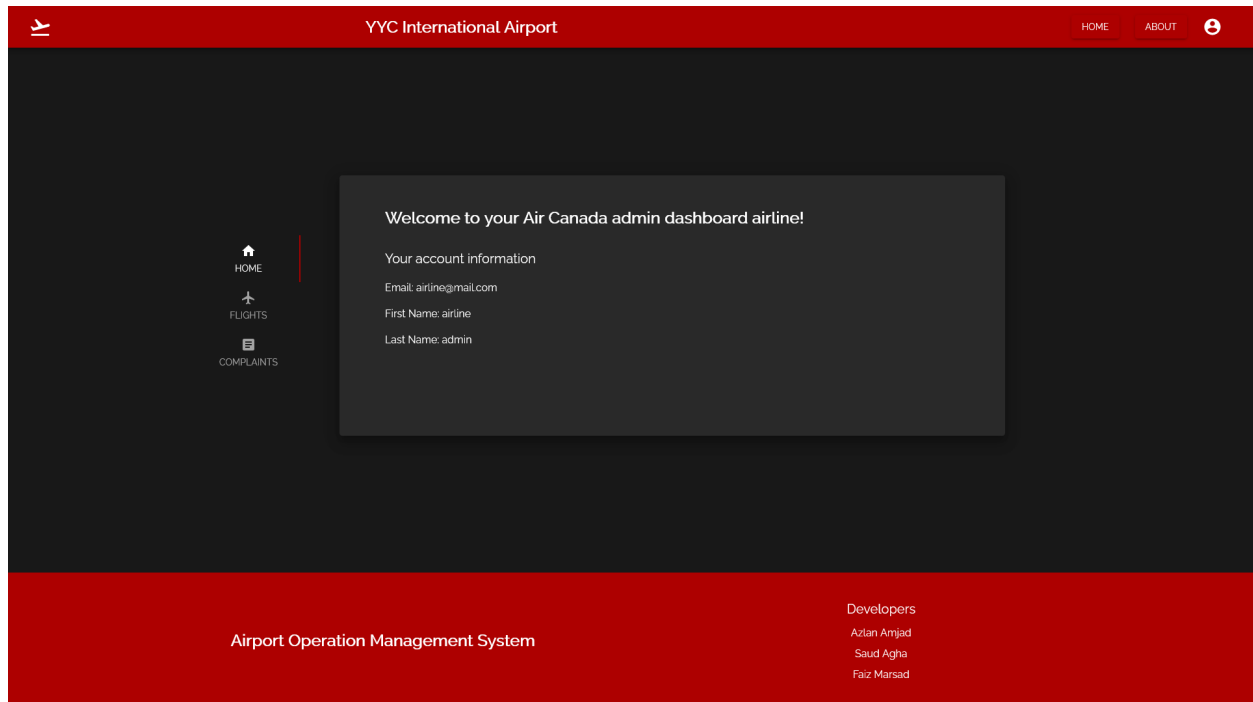 YYC International Airport
HOME
ABOUT
HOME
FLIGHTS
COMPLAINTS
Welcome to your Air Canada admin dashboard airline!
Your account information
Email: airline@mail.com
First Name: airline
Last Name: admin
Airport Operation Management System
Developers
Azlan Amjad
Saud Agha
Faiz Marsad